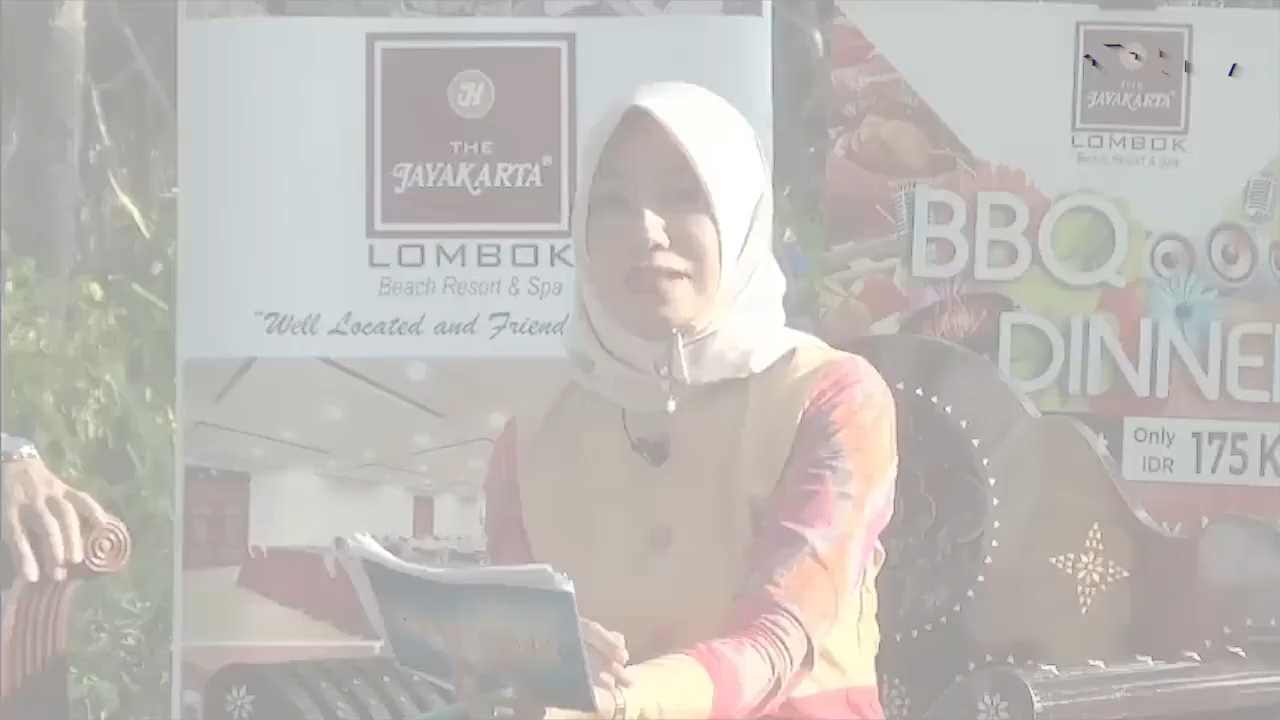 THE
JAYAKARTA®
LOMBOK
Beach Resort & Spa
"Well Located and Friend
THE
JAYAKARTA
LOMBOK
Beach Resort & Spa
BBQ
DINNE
Only
IDR 175 K